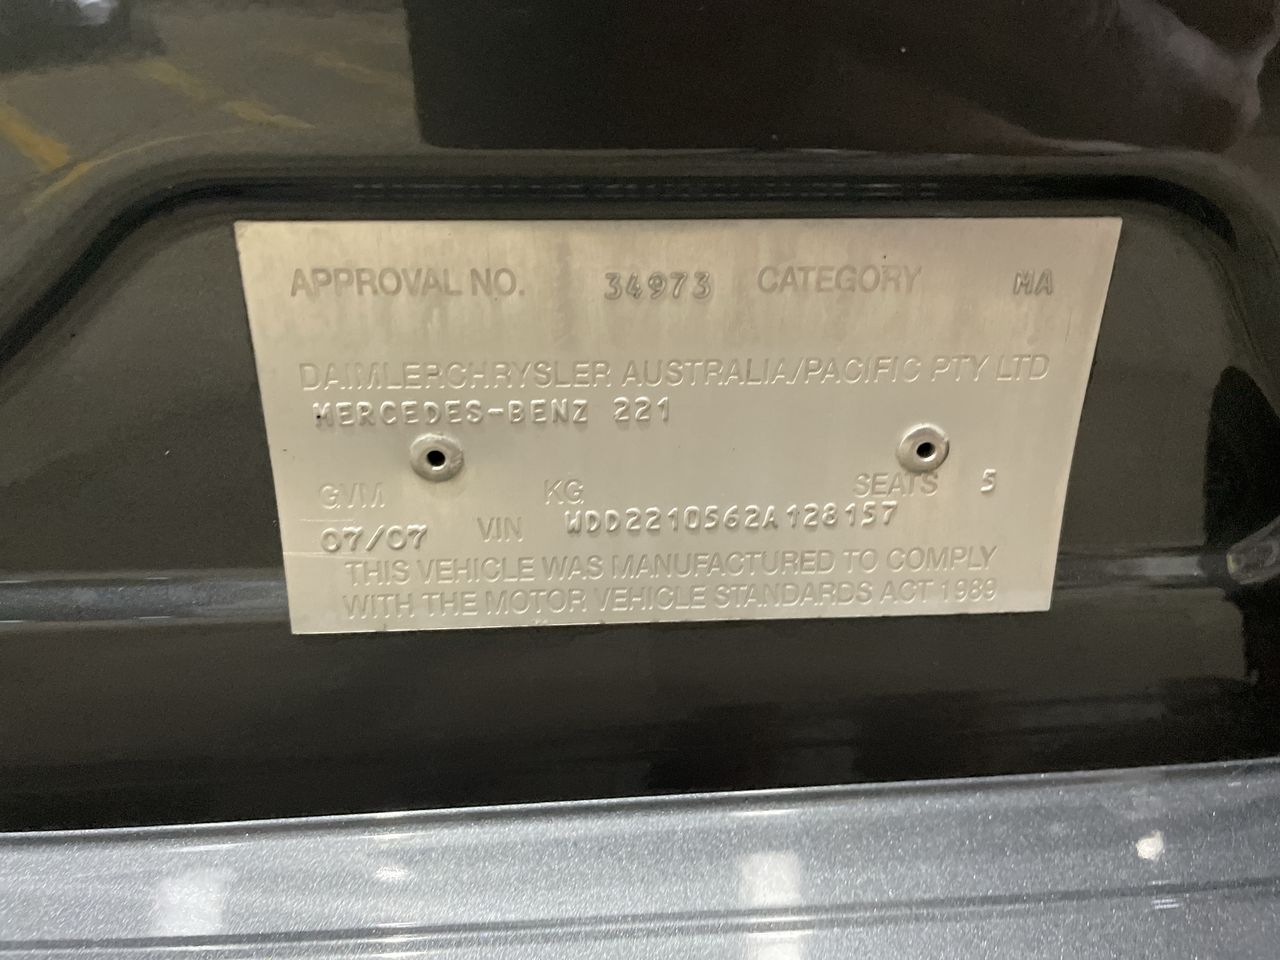 APPROVAL NO. 34973 CATEGORY MA
DAIMLERCHRYSLER AUSTRALIA/PACIFIC PTY LTD
MERCEDES-BENZ 221
GVM KG SEATS 5
07/07 VIN WDD2210562A128157
THIS VEHICLE WAS MANUFACTURED TO COMPLY
WITH THE MOTOR VEHICLE STANDARDS ACT 1989